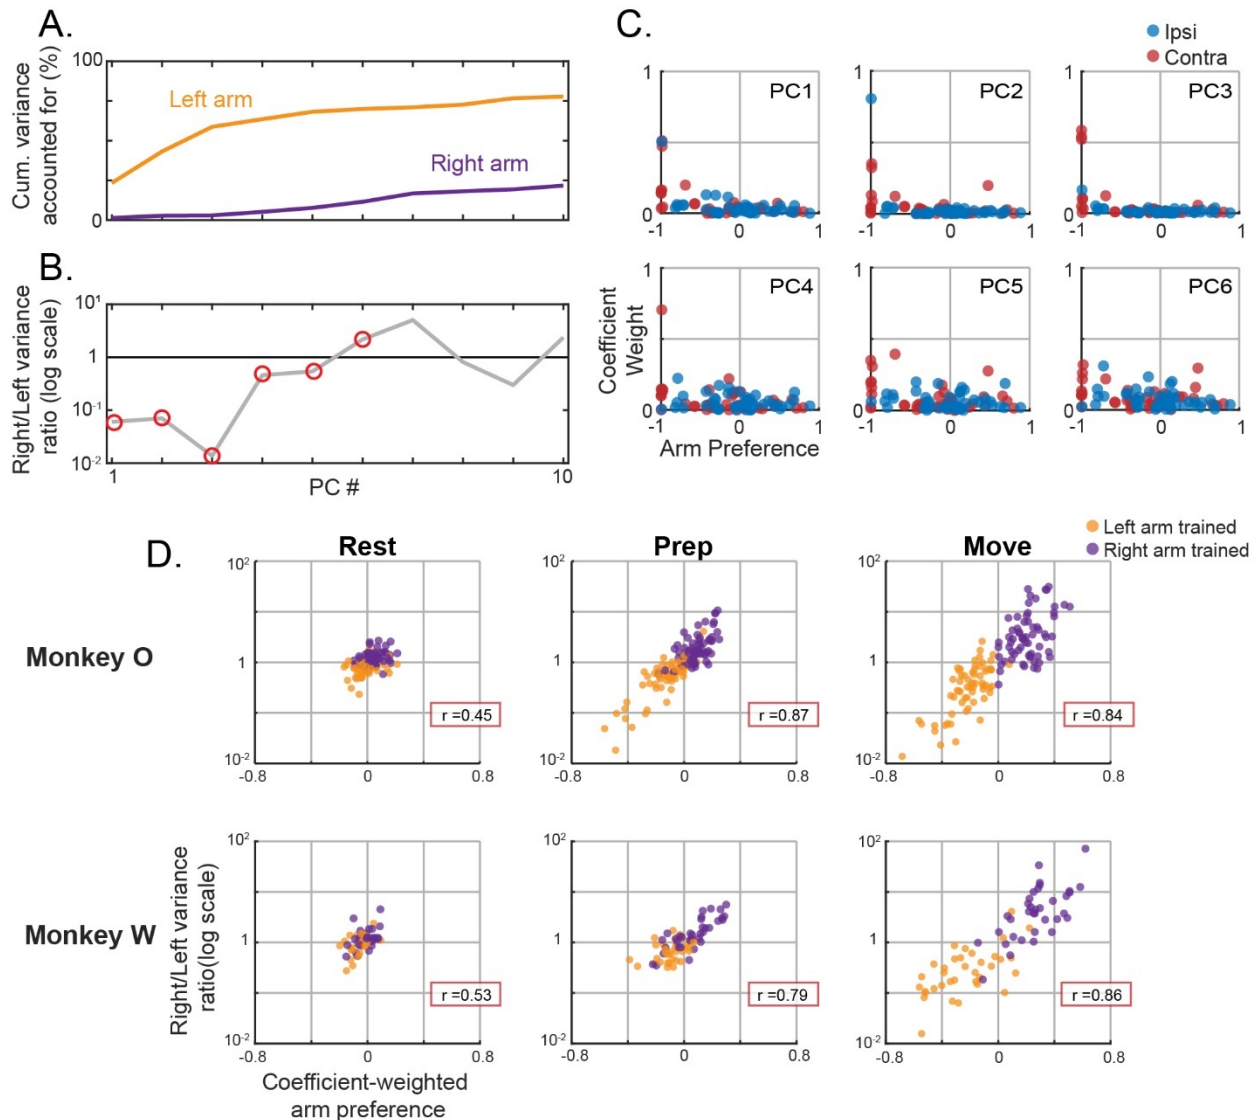 A.
Cum. variance
accounted for (%)
100
0
Left arm
Right arm
B.
Right/Left variance
ratio (log scale)
10¹
1
10⁻¹
10⁻²
1
10
PC #
C.
Ipsi
Contra
PC1
1
0
-1
0
1
PC2
1
0
-1
0
1
PC3
1
0
-1
0
1
Coefficient
Weight
PC4
1
0
-1
0
1
Arm Preference
PC5
1
0
-1
0
1
PC6
1
0
-1
0
1
D.
Left arm trained
Right arm trained
Rest
Prep
Move
Monkey O
10²
1
10⁻²
-0.8
0
0.8
r =0.45
10²
1
10⁻²
-0.8
0
0.8
r =0.87
10²
1
10⁻²
-0.8
0
0.8
r =0.84
Monkey W
Right/Left variance
ratio(log scale)
10²
1
10⁻²
-0.8
0
0.8
r =0.53
10²
1
10⁻²
-0.8
0
0.8
r =0.79
10²
1
10⁻²
-0.8
0
0.8
r =0.86
Coefficient-weighted
arm preference